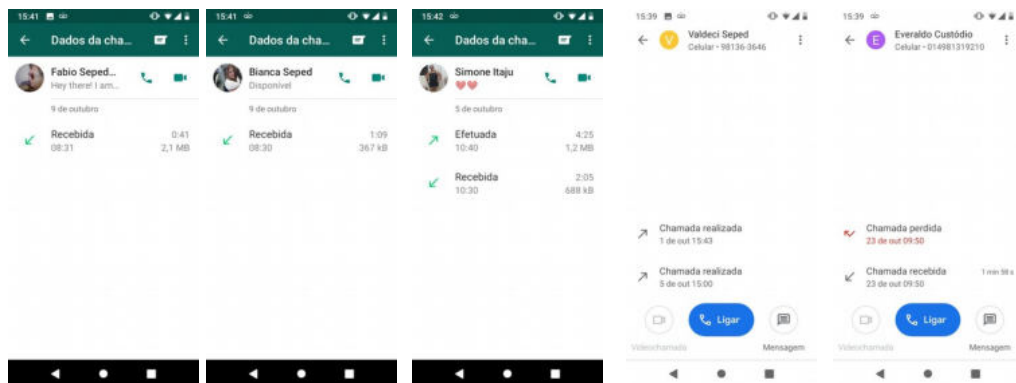 15:41
Dados da cha...
Fabio Seped...
Hey there! I am...
9 de outubro
Recebida 0:41
08:31 2,1 MB
15:41
Dados da cha...
Bianca Seped
Disponível
9 de outubro
Recebida 1:09
08:30 367 kB
15:42
Dados da cha...
Simone Itaju
5 de outubro
Efetuada 4:25
10:40 1,2 MB
Recebida 2:05
10:30 688 kB
15:39
V Valdeci Seped
Celular - 98136-3646
Chamada realizada
1 de out 15:43
Chamada realizada
5 de out 15:00
Ligar
Videochamada Mensagem
15:39
E Everaldo Custódio
Celular - 014981319210
Chamada perdida
23 de out 09:50
Chamada recebida 1 min 58 s
23 de out 09:50
Ligar
Videochamada Mensagem